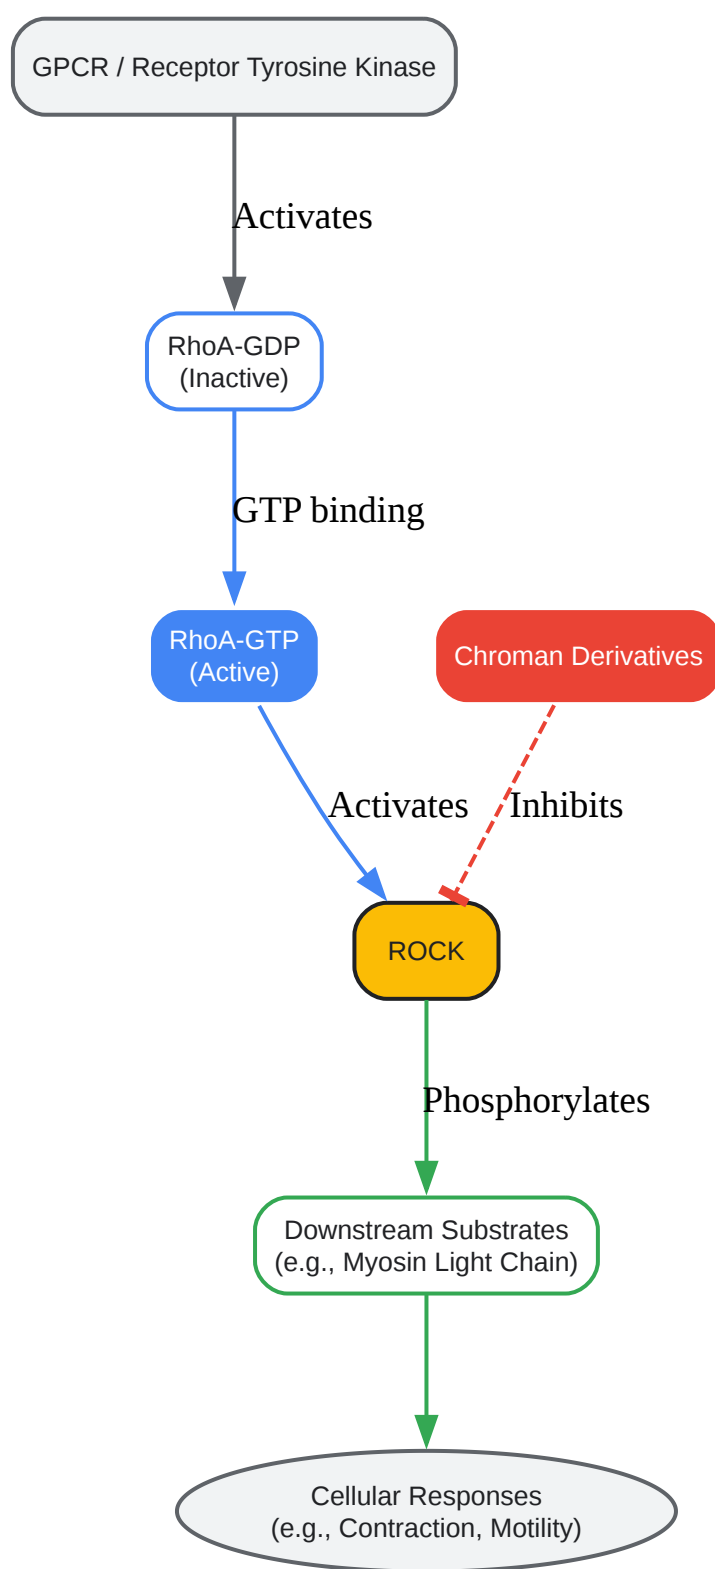 GPCR / Receptor Tyrosine Kinase
Activates
RhoA-GDP
(Inactive)
GTP binding
RhoA-GTP
(Active)
Chroman Derivatives
Activates
Inhibits
ROCK
Phosphorylates
Downstream Substrates
(e.g., Myosin Light Chain)
Cellular Responses
(e.g., Contraction, Motility)